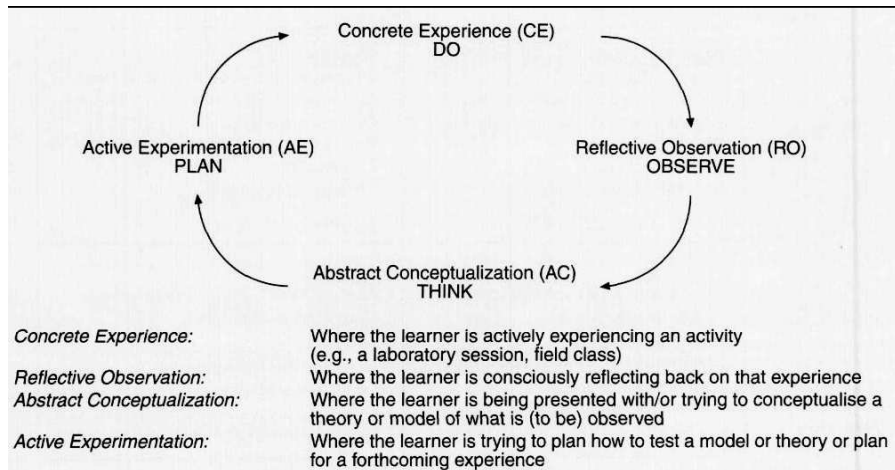 Concrete Experience (CE)
DO
Active Experimentation (AE)
PLAN
Reflective Observation (RO)
OBSERVE
Abstract Conceptualization (AC)
THINK
Concrete Experience: Where the learner is actively experiencing an activity
(e.g., a laboratory session, field class)
Reflective Observation: Where the learner is consciously reflecting back on that experience
Abstract Conceptualization: Where the learner is being presented with/or trying to conceptualise a
theory or model of what is (to be) observed
Active Experimentation: Where the learner is trying to plan how to test a model or theory or plan
for a forthcoming experience